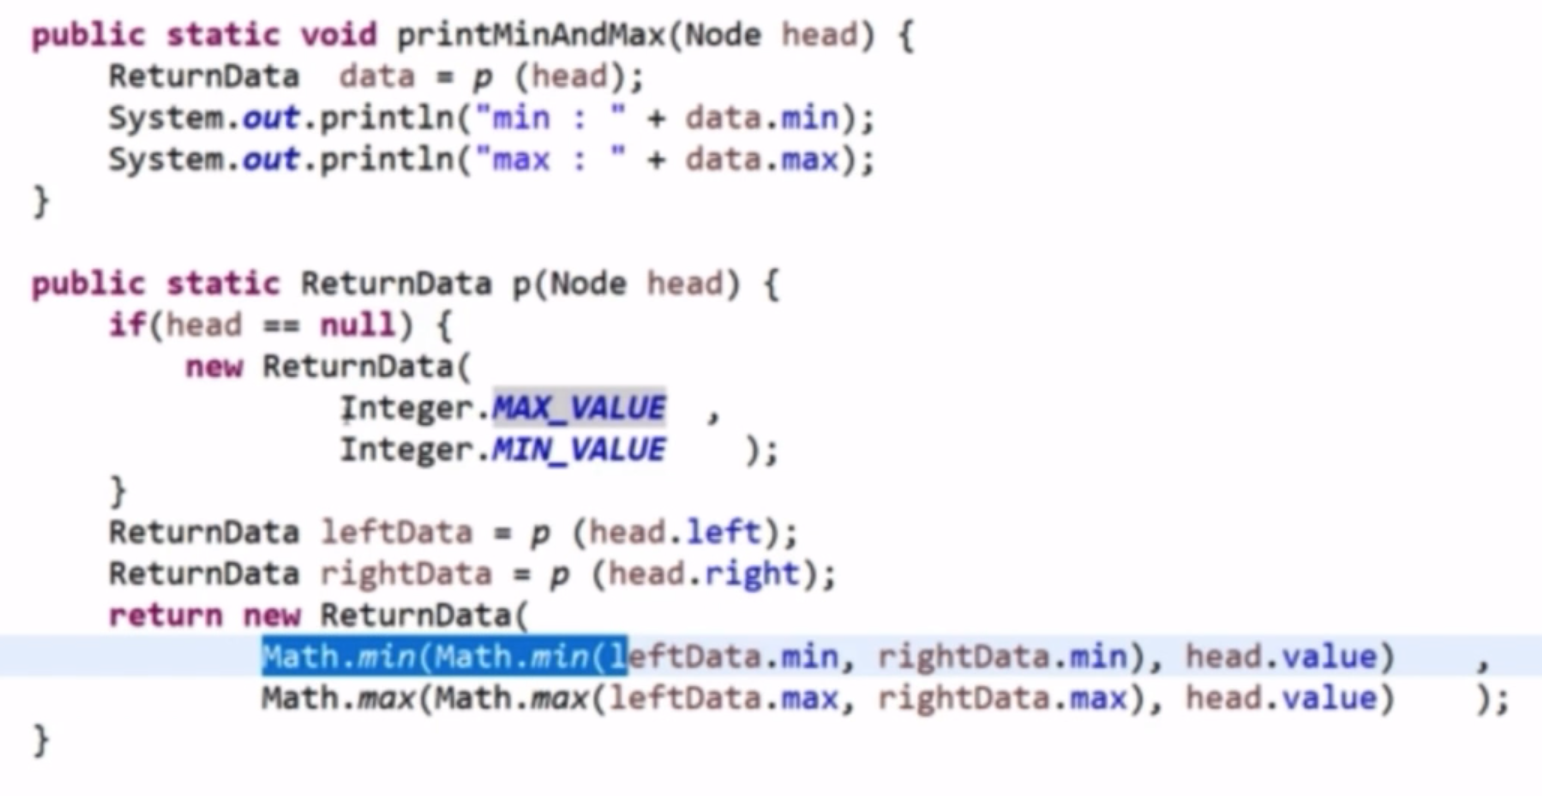 public static void printMinAndMax(Node head) {
ReturnData  data = p (head);
System.out.println("min : " + data.min);
System.out.println("max : " + data.max);
}
public static ReturnData p(Node head) {
if(head == null) {
new ReturnData(
Integer.MAX_VALUE  ,
Integer.MIN_VALUE    );
}
ReturnData leftData = p (head.left);
ReturnData rightData = p (head.right);
return new ReturnData(
Math.min(Math.min(leftData.min, rightData.min), head.value)    ,
Math.max(Math.max(leftData.max, rightData.max), head.value)    );
}